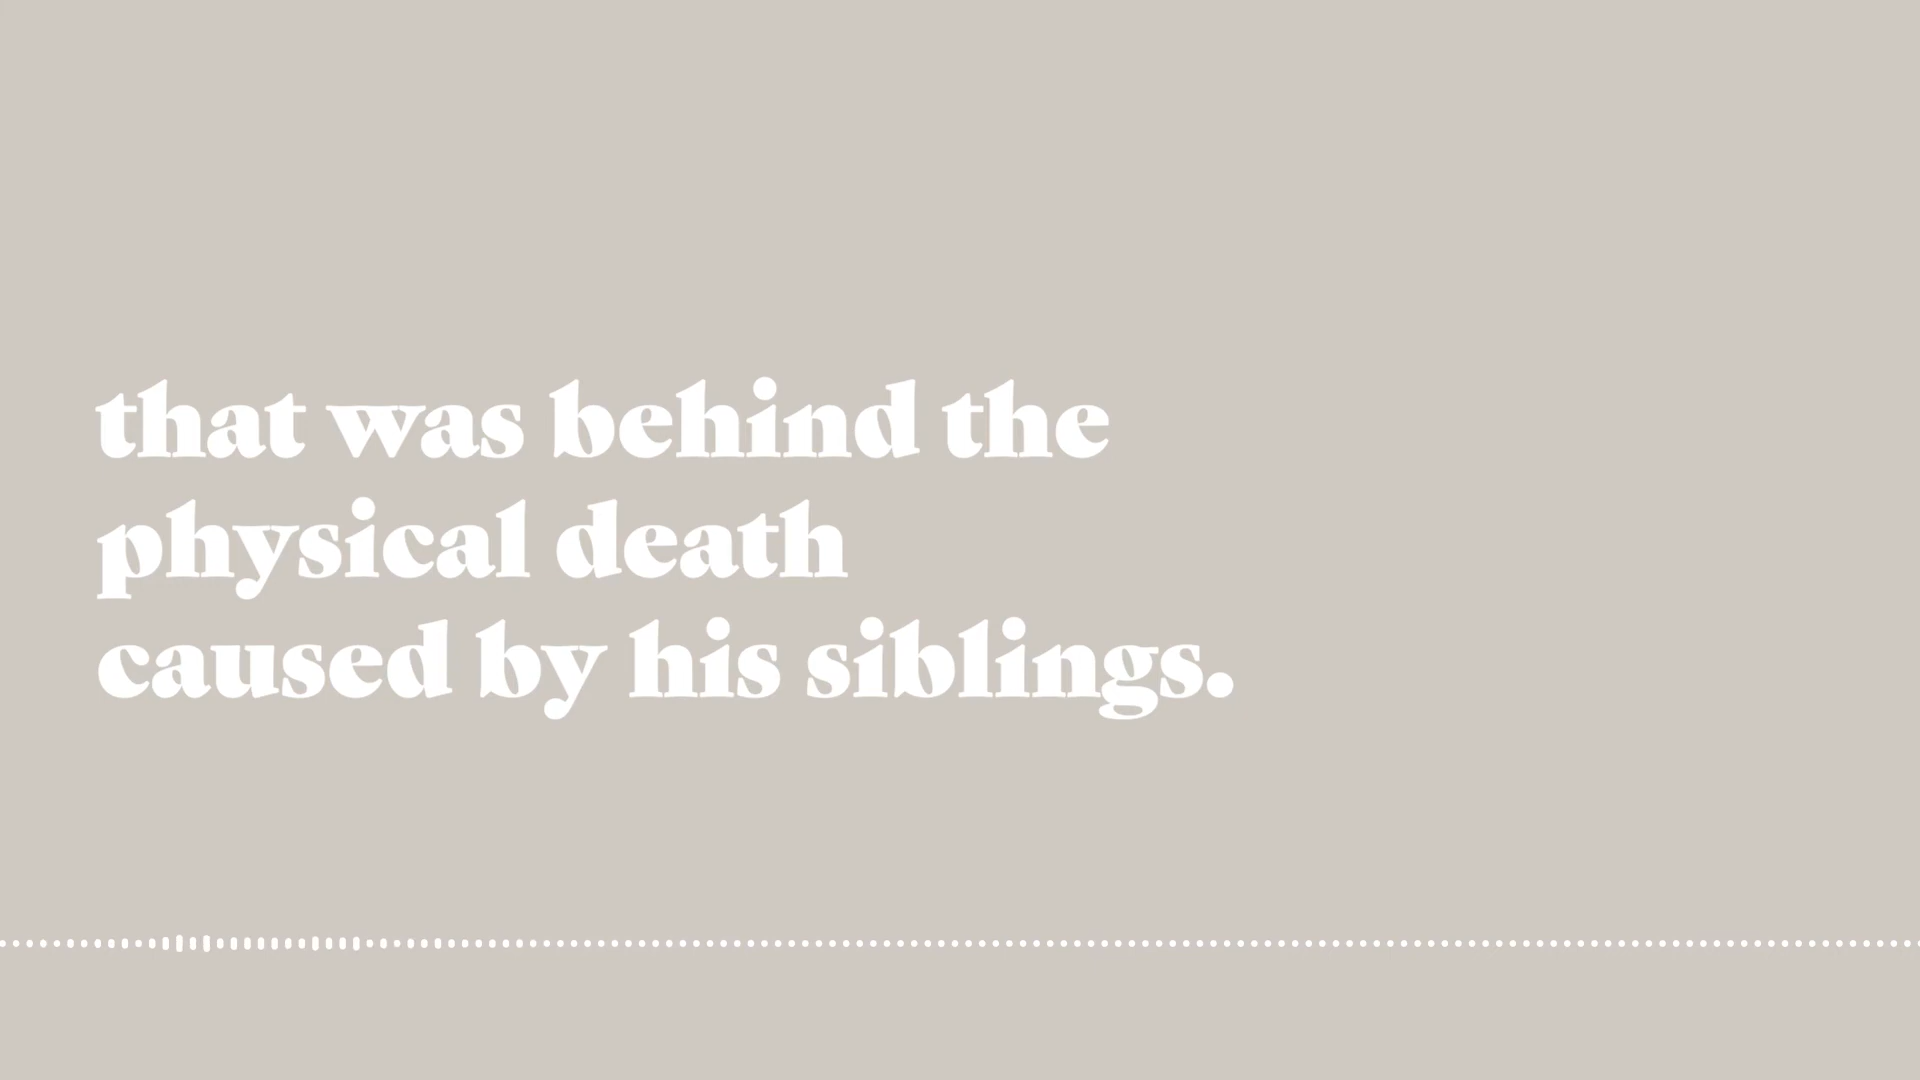 that was behind the
physical death
caused by his siblings.